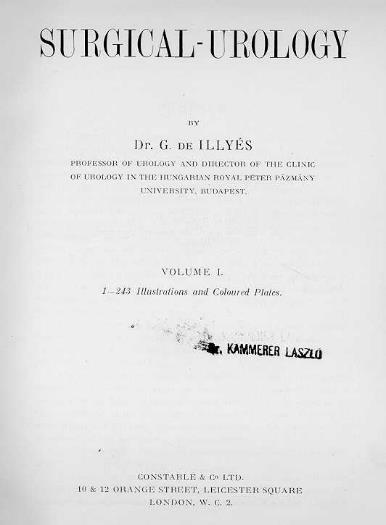 SURGICAL-UROLOGY
BY
Dr. G. DE ILLYÉS
PROFESSOR OF UROLOGY AND DIRECTOR OF THE CLINIC
OF UROLOGY IN THE HUNGARIAN ROYAL PÉTER PÁZMÁNY
UNIVERSITY, BUDAPEST.
VOLUME I.
1—243 Illustrations and Coloured Plates.
Dr. KAMMERER LASZLÓ
CONSTABLE & Co LTD.
10 & 12 ORANGE STREET, LEICESTER SQUARE
LONDON, W. C. 2.